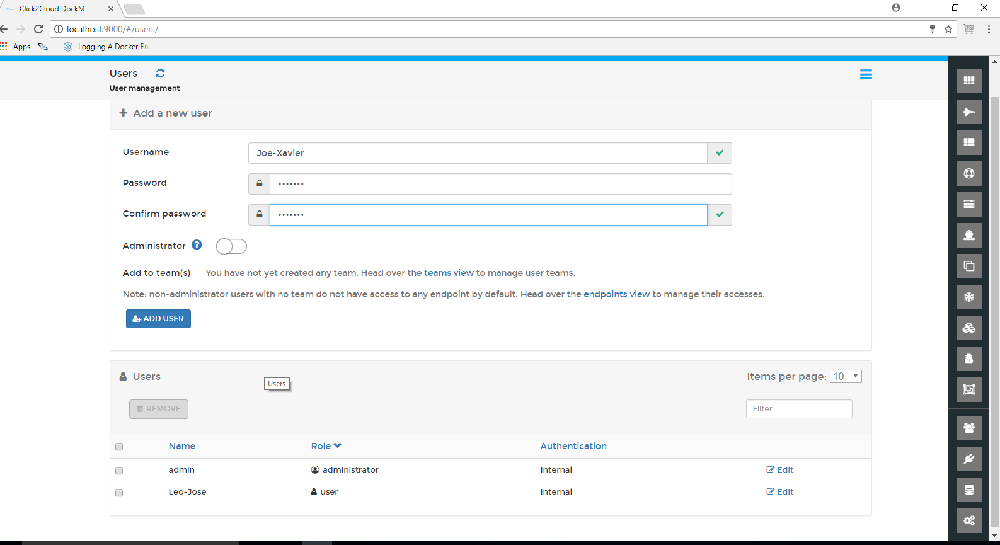 Click2Cloud DockM
localhost:9000/#/users/
Apps
Logging A Docker En
Users
User management
Add a new user
Username
Joe-Xavier
Password
•••••••
Confirm password
•••••••
Administrator
Add to team(s) You have not yet created any team. Head over the teams view to manage user teams.
Note: non-administrator users with no team do not have access to any endpoint by default. Head over the endpoints view to manage their accesses.
ADD USER
Users
Users
Items per page: 10
REMOVE
Filter...
Name Role Authentication
admin administrator Internal Edit
Leo-Jose user Internal Edit